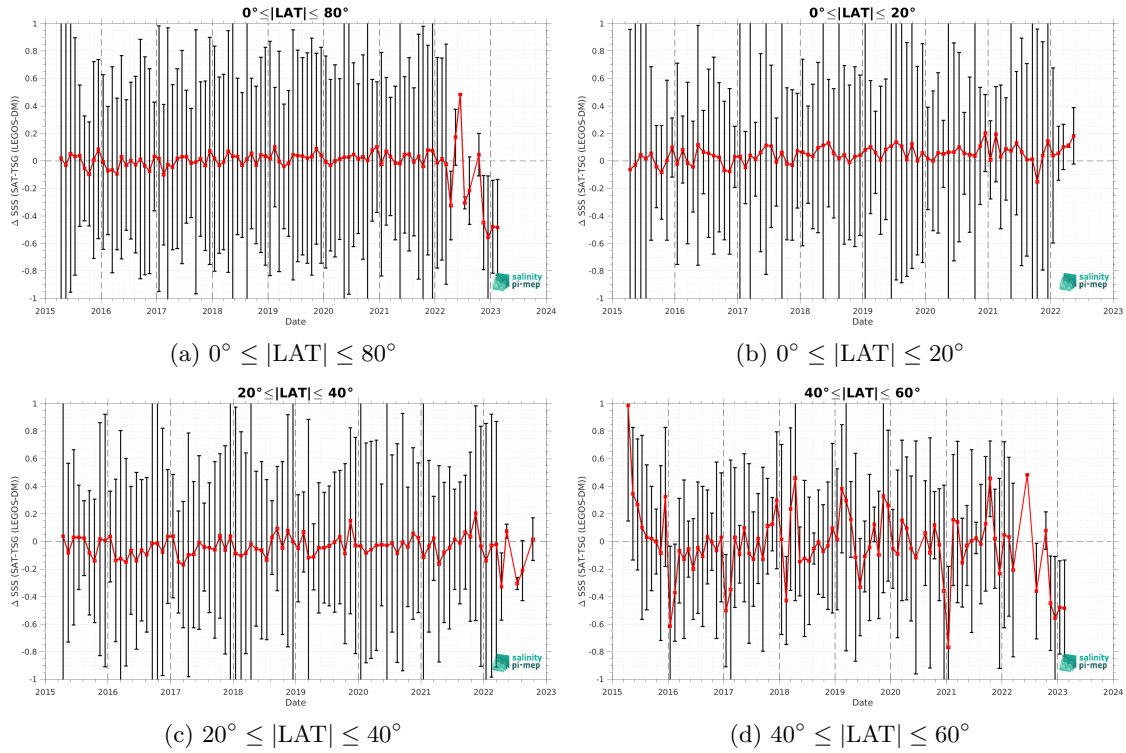 0°≤|LAT|≤ 80°
Δ SSS (SAT-TSG (LEGOS-DM))
1
0.8
0.6
0.4
0.2
0
-0.2
-0.4
-0.6
-0.8
-1
salinity
pi-mep
2015 2016 2017 2018 2019 2020 2021 2022 2023 2024
Date
(a) 0° ≤ |LAT| ≤ 80°
0°≤|LAT|≤ 20°
Δ SSS (SAT-TSG (LEGOS-DM))
1
0.8
0.6
0.4
0.2
0
-0.2
-0.4
-0.6
-0.8
-1
salinity
pi-mep
2015 2016 2017 2018 2019 2020 2021 2022 2023
Date
(b) 0° ≤ |LAT| ≤ 20°
20°≤|LAT|≤ 40°
Δ SSS (SAT-TSG (LEGOS-DM))
1
0.8
0.6
0.4
0.2
0
-0.2
-0.4
-0.6
-0.8
-1
salinity
pi-mep
2015 2016 2017 2018 2019 2020 2021 2022 2023
Date
(c) 20° ≤ |LAT| ≤ 40°
40°≤|LAT|≤ 60°
Δ SSS (SAT-TSG (LEGOS-DM))
1
0.8
0.6
0.4
0.2
0
-0.2
-0.4
-0.6
-0.8
-1
salinity
pi-mep
2015 2016 2017 2018 2019 2020 2021 2022 2023 2024
Date
(d) 40° ≤ |LAT| ≤ 60°